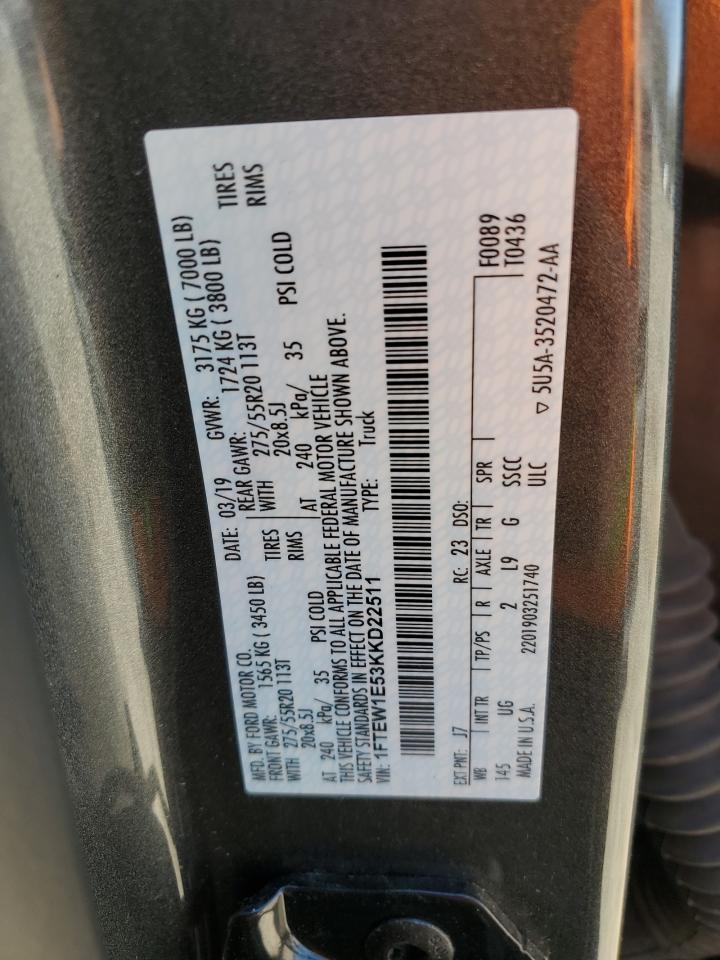 MFD. BY FORD MOTOR CO.
DATE: 03/19 GVWR: 3175 KG ( 7000 LB)
FRONT GAWR: 1565 KG ( 3450 LB) REAR GAWR: 1724 KG ( 3800 LB)
WITH 275/55R20 113T TIRES WITH 275/55R20 113T TIRES
20x8.5J RIMS 20x8.5J RIMS
AT 240 kPa/ 35 PSI COLD AT 240 kPa/ 35 PSI COLD
THIS VEHICLE CONFORMS TO ALL APPLICABLE FEDERAL MOTOR VEHICLE
SAFETY STANDARDS IN EFFECT ON THE DATE OF MANUFACTURE SHOWN ABOVE.
VIN: 1FTEW1E53KKD22511 TYPE: Truck
EXT PNT: J7 RC: 23 DSO:
WB INT TR TP/PS R AXLE TR SPR F0089
145 UG 2 L9 G SSCC T0436
MADE IN U.S.A. 2201903251740 ULC ▽ 5U5A-3520472-AA